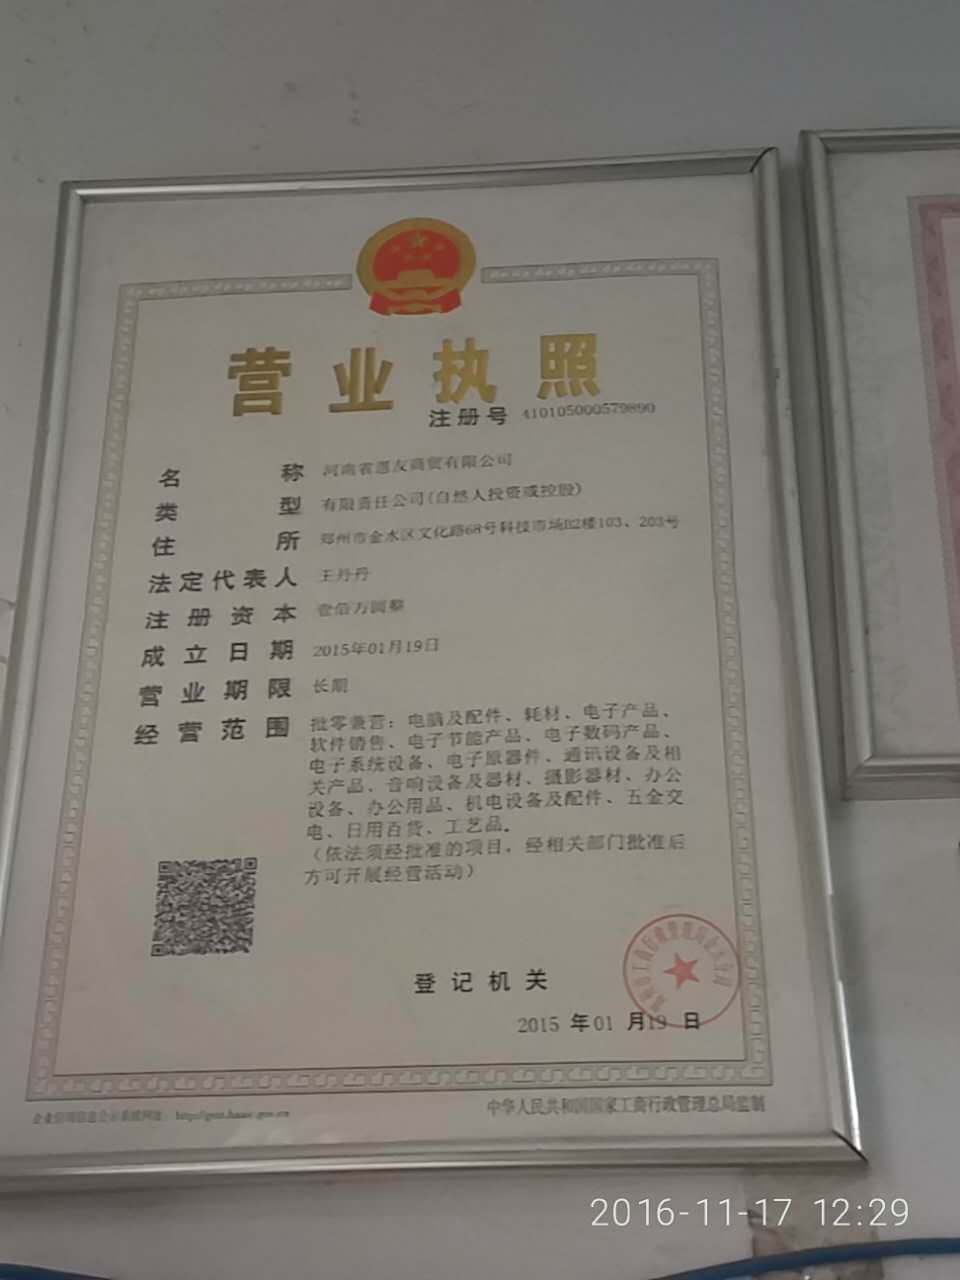 营业执照
注册号 410105000579890
名称 河南省恩友商贸有限公司
类型 有限责任公司(自然人投资或控股)
住所 郑州市金水区文化路68号科技市场B2楼103、203号
法定代表人 王丹丹
注册资本 壹佰万圆整
成立日期 2015年01月19日
营业期限 长期
经营范围 批零兼营：电脑及配件、耗材、电子产品、
软件销售、电子节能产品、电子数码产品、
电子系统设备、电子原器件、通讯设备及相
关产品、音响设备及器材、摄影器材、办公
设备、办公用品、机电设备及配件、五金交
电、日用百货、工艺品。
（依法须经批准的项目，经相关部门批准后
方可开展经营活动）
登记机关
2015 年01 月19 日
企业信用信息公示系统网址：
中华人民共和国国家工商行政管理总局监制
2016-11-17 12:29